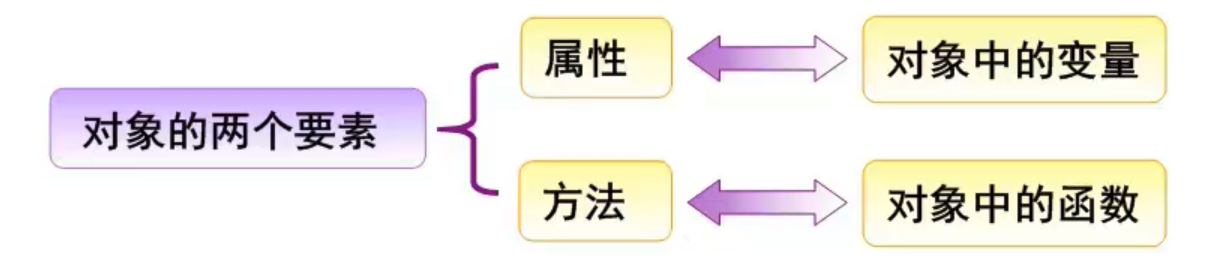 对象的两个要素
属性
对象中的变量
方法
对象中的函数